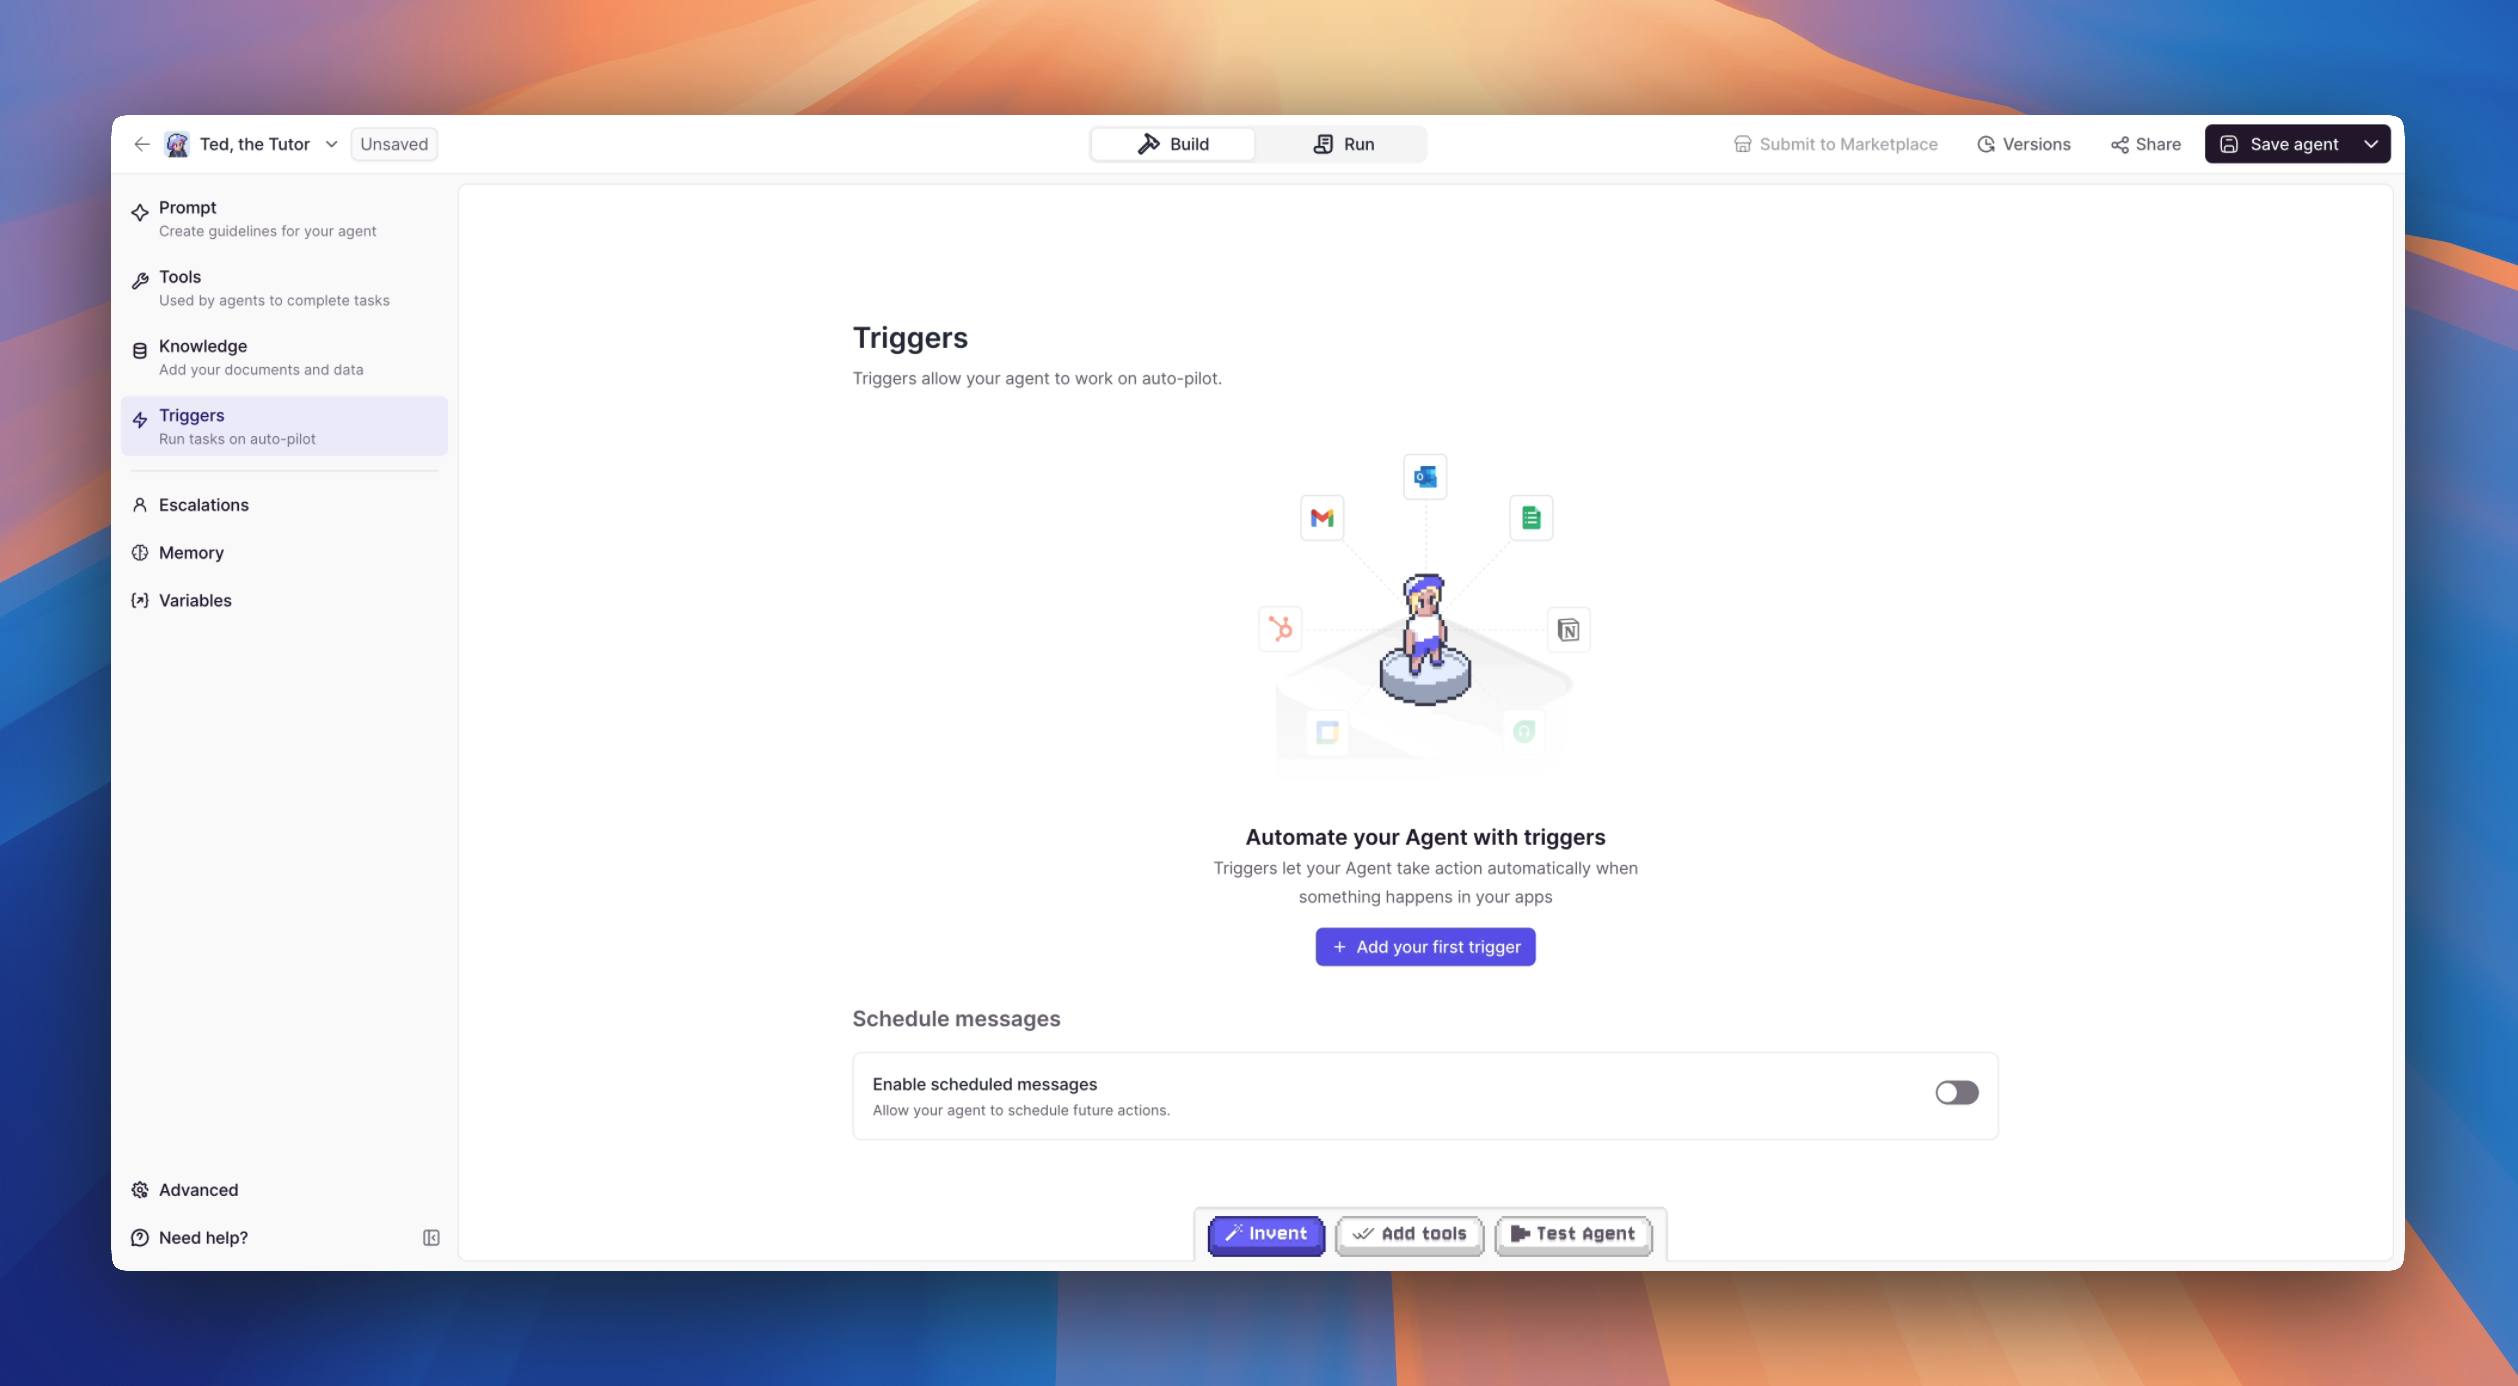 Ted, the Tutor
Unsaved
Build
Run
Submit to Marketplace
Versions
Share
Save agent
Prompt
Create guidelines for your agent
Tools
Used by agents to complete tasks
Knowledge
Add your documents and data
Triggers
Run tasks on auto-pilot
Escalations
Memory
Variables
Advanced
Need help?
Triggers
Triggers allow your agent to work on auto-pilot.
Automate your Agent with triggers
Triggers let your Agent take action automatically when
something happens in your apps
+ Add your first trigger
Schedule messages
Enable scheduled messages
Allow your agent to schedule future actions.
Invent
Add tools
Test Agent